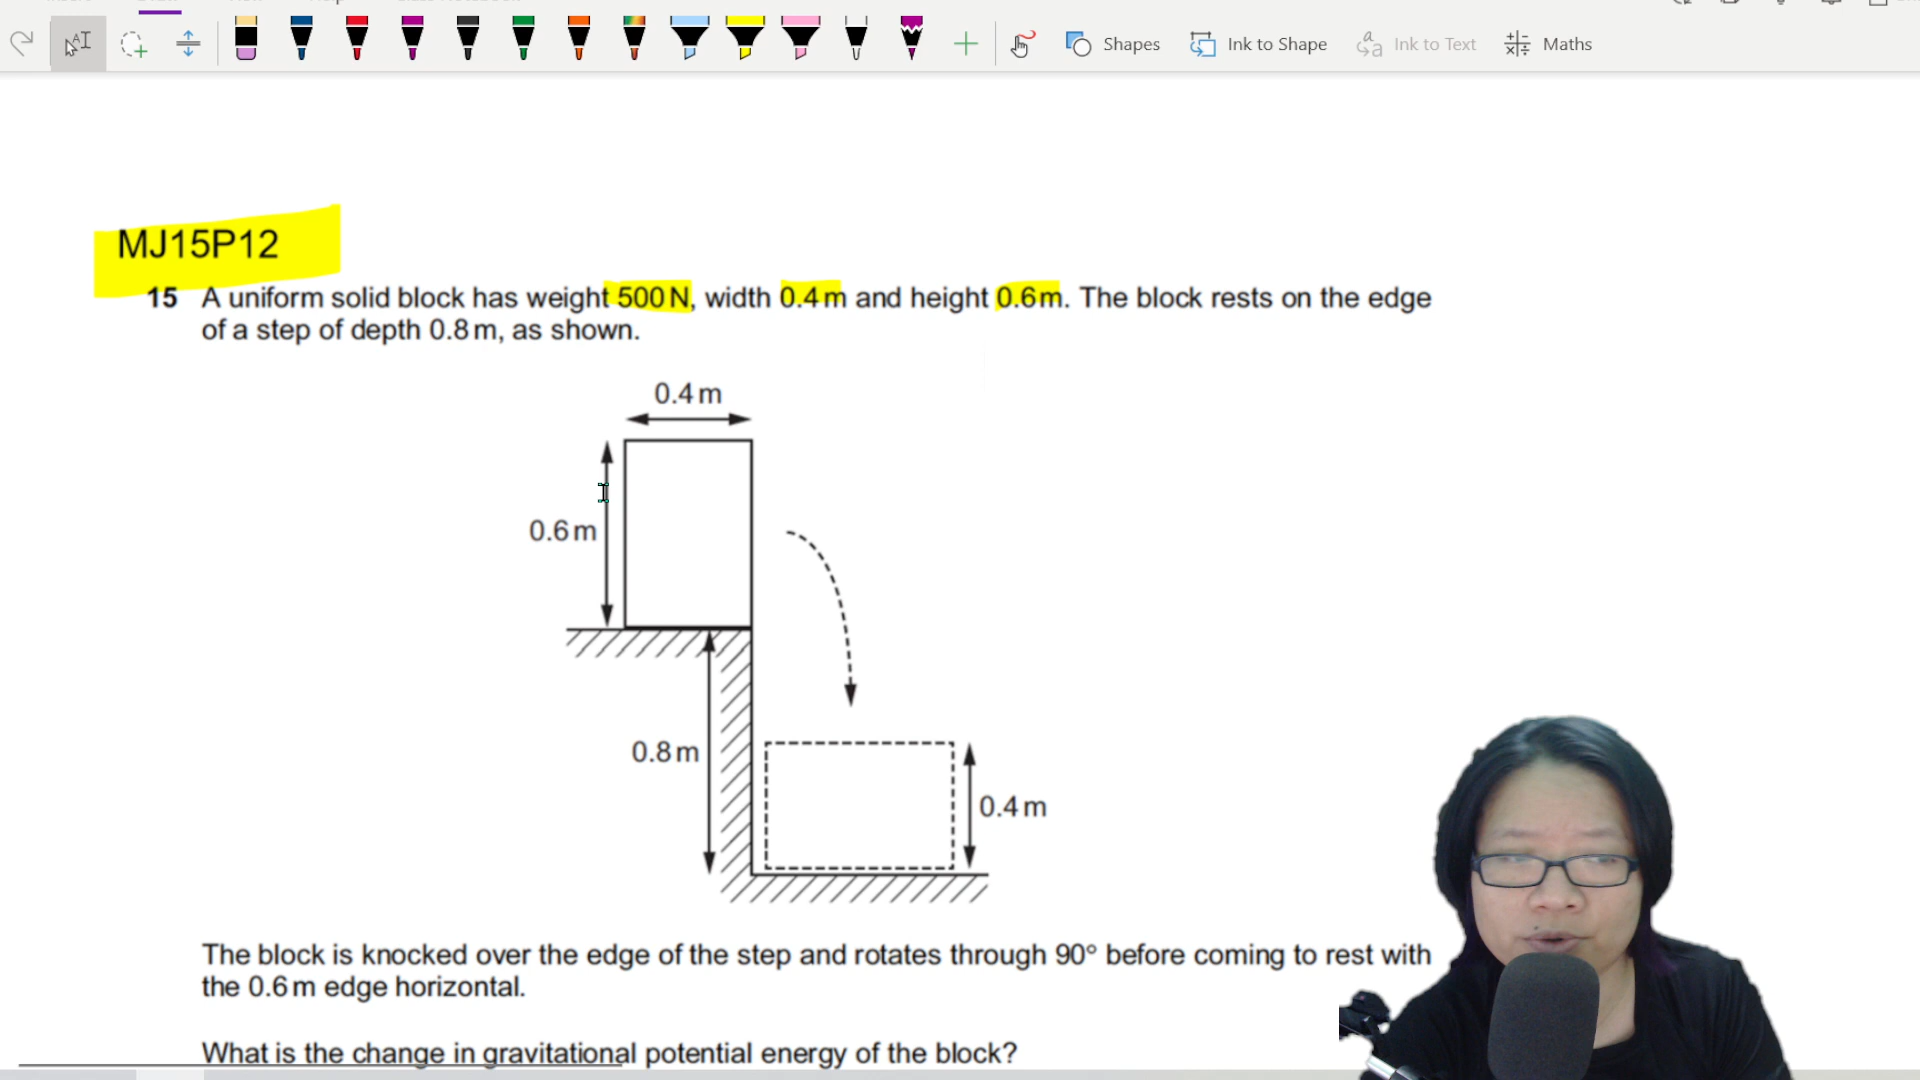 Shapes
Ink to Shape
Ink to Text
Maths
MJ15P12
15 A uniform solid block has weight 500 N, width 0.4 m and height 0.6 m. The block rests on the edge
of a step of depth 0.8 m, as shown.
0.4 m
0.6 m
0.8 m
0.4 m
The block is knocked over the edge of the step and rotates through 90° before coming to rest with
the 0.6 m edge horizontal.
What is the change in gravitational potential energy of the block?